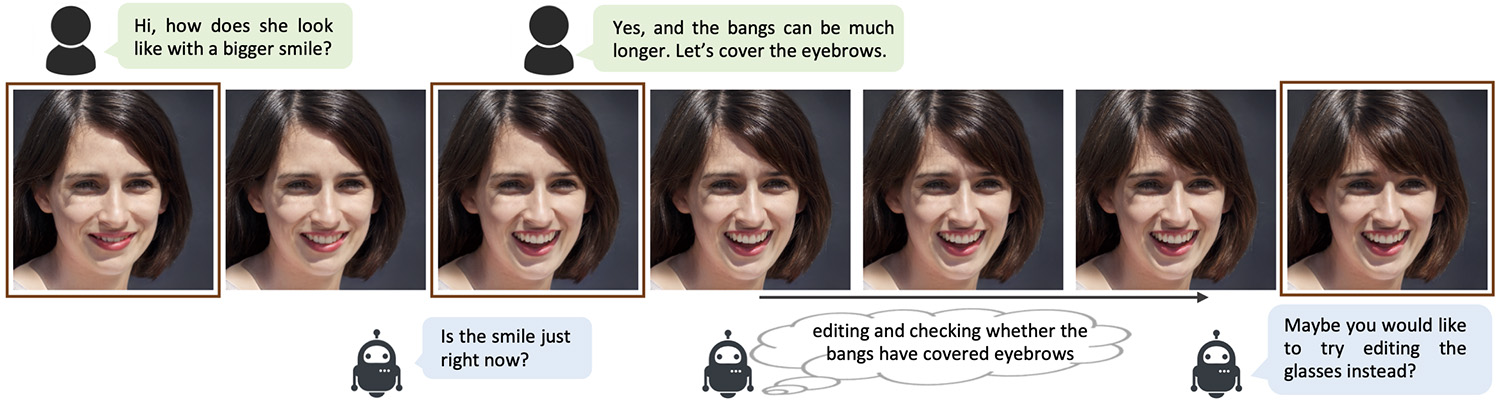 Hi, how does she look
like with a bigger smile?
Yes, and the bangs can be much
longer. Let's cover the eyebrows.
Is the smile just
right now?
editing and checking whether the
bangs have covered eyebrows
Maybe you would like
to try editing the
glasses instead?